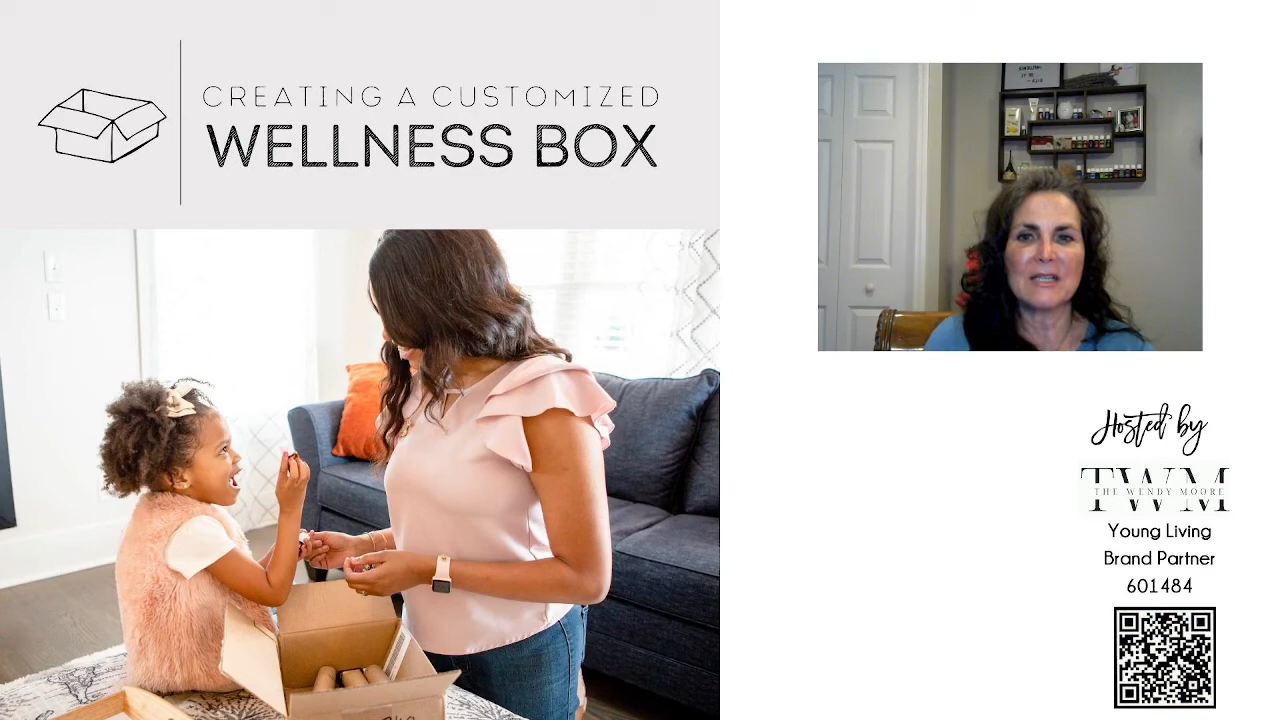 CREATING A CUSTOMIZED
WELLNESS BOX
Hosted by
TWM
THE WENDY MOORE
Young Living
Brand Partner
601484